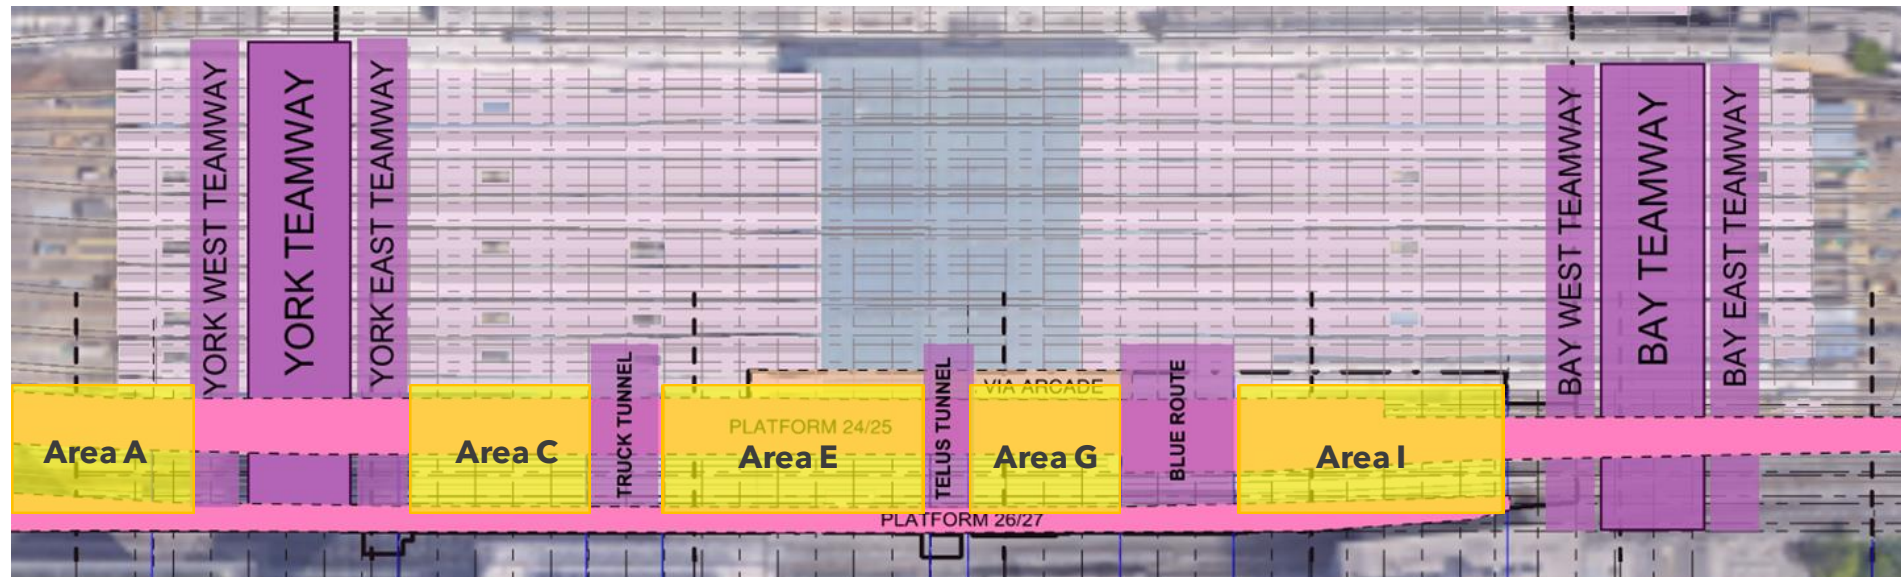 YORK WEST TEAMWAY
YORK TEAMWAY
YORK EAST TEAMWAY
TRUCK TUNNEL
TELUS TUNNEL
VIA ARCADE
BLUE ROUTE
BAY WEST TEAMWAY
BAY TEAMWAY
BAY EAST TEAMWAY
PLATFORM 24/25
Area A
Area C
Area E
Area G
Area I
PLATFORM 26/27